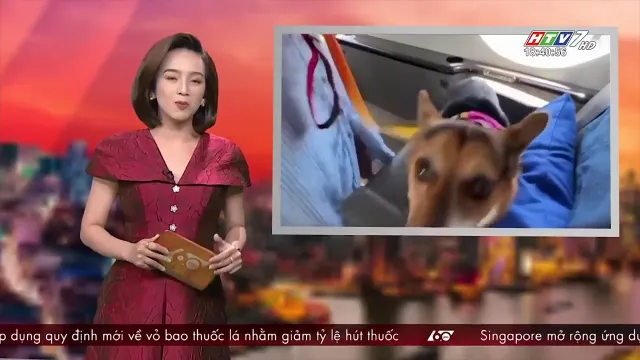 HTV7 HD
18:40:56
p dụng quy định mới về vỏ bao thuốc lá nhằm giảm tỷ lệ hút thuốc 60 Singapore mở rộng ứng d